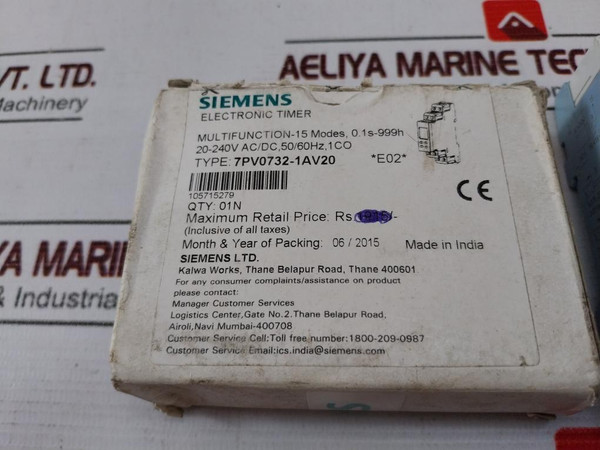 VT. LTD.
Machinery
AELIYA MARINE TECH
& Industrial
IYA MARIN
& Industria
SIEMENS
ELECTRONIC TIMER
MULTIFUNCTION-15 Modes, 0.1s-999h
20-240V AC/DC,50/60Hz,1CO
TYPE: 7PV0732-1AV20 *E02*
105715279
CE
QTY: 01N
Maximum Retail Price: Rs /-
(Inclusive of all taxes)
Month & Year of Packing: 06 / 2015 Made in India
SIEMENS LTD.
Kalwa Works, Thane Belapur Road, Thane 400601
For any consumer complaints/assistance on product
please contact:
Manager Customer Services
Logistics Center,Gate No.2.Thane Belapur Road,
Airoli,Navi Mumbai-400708
Customer Service Cell:Toll free number:1800-209-0987
Customer Service Email:ics.india@siemens.com